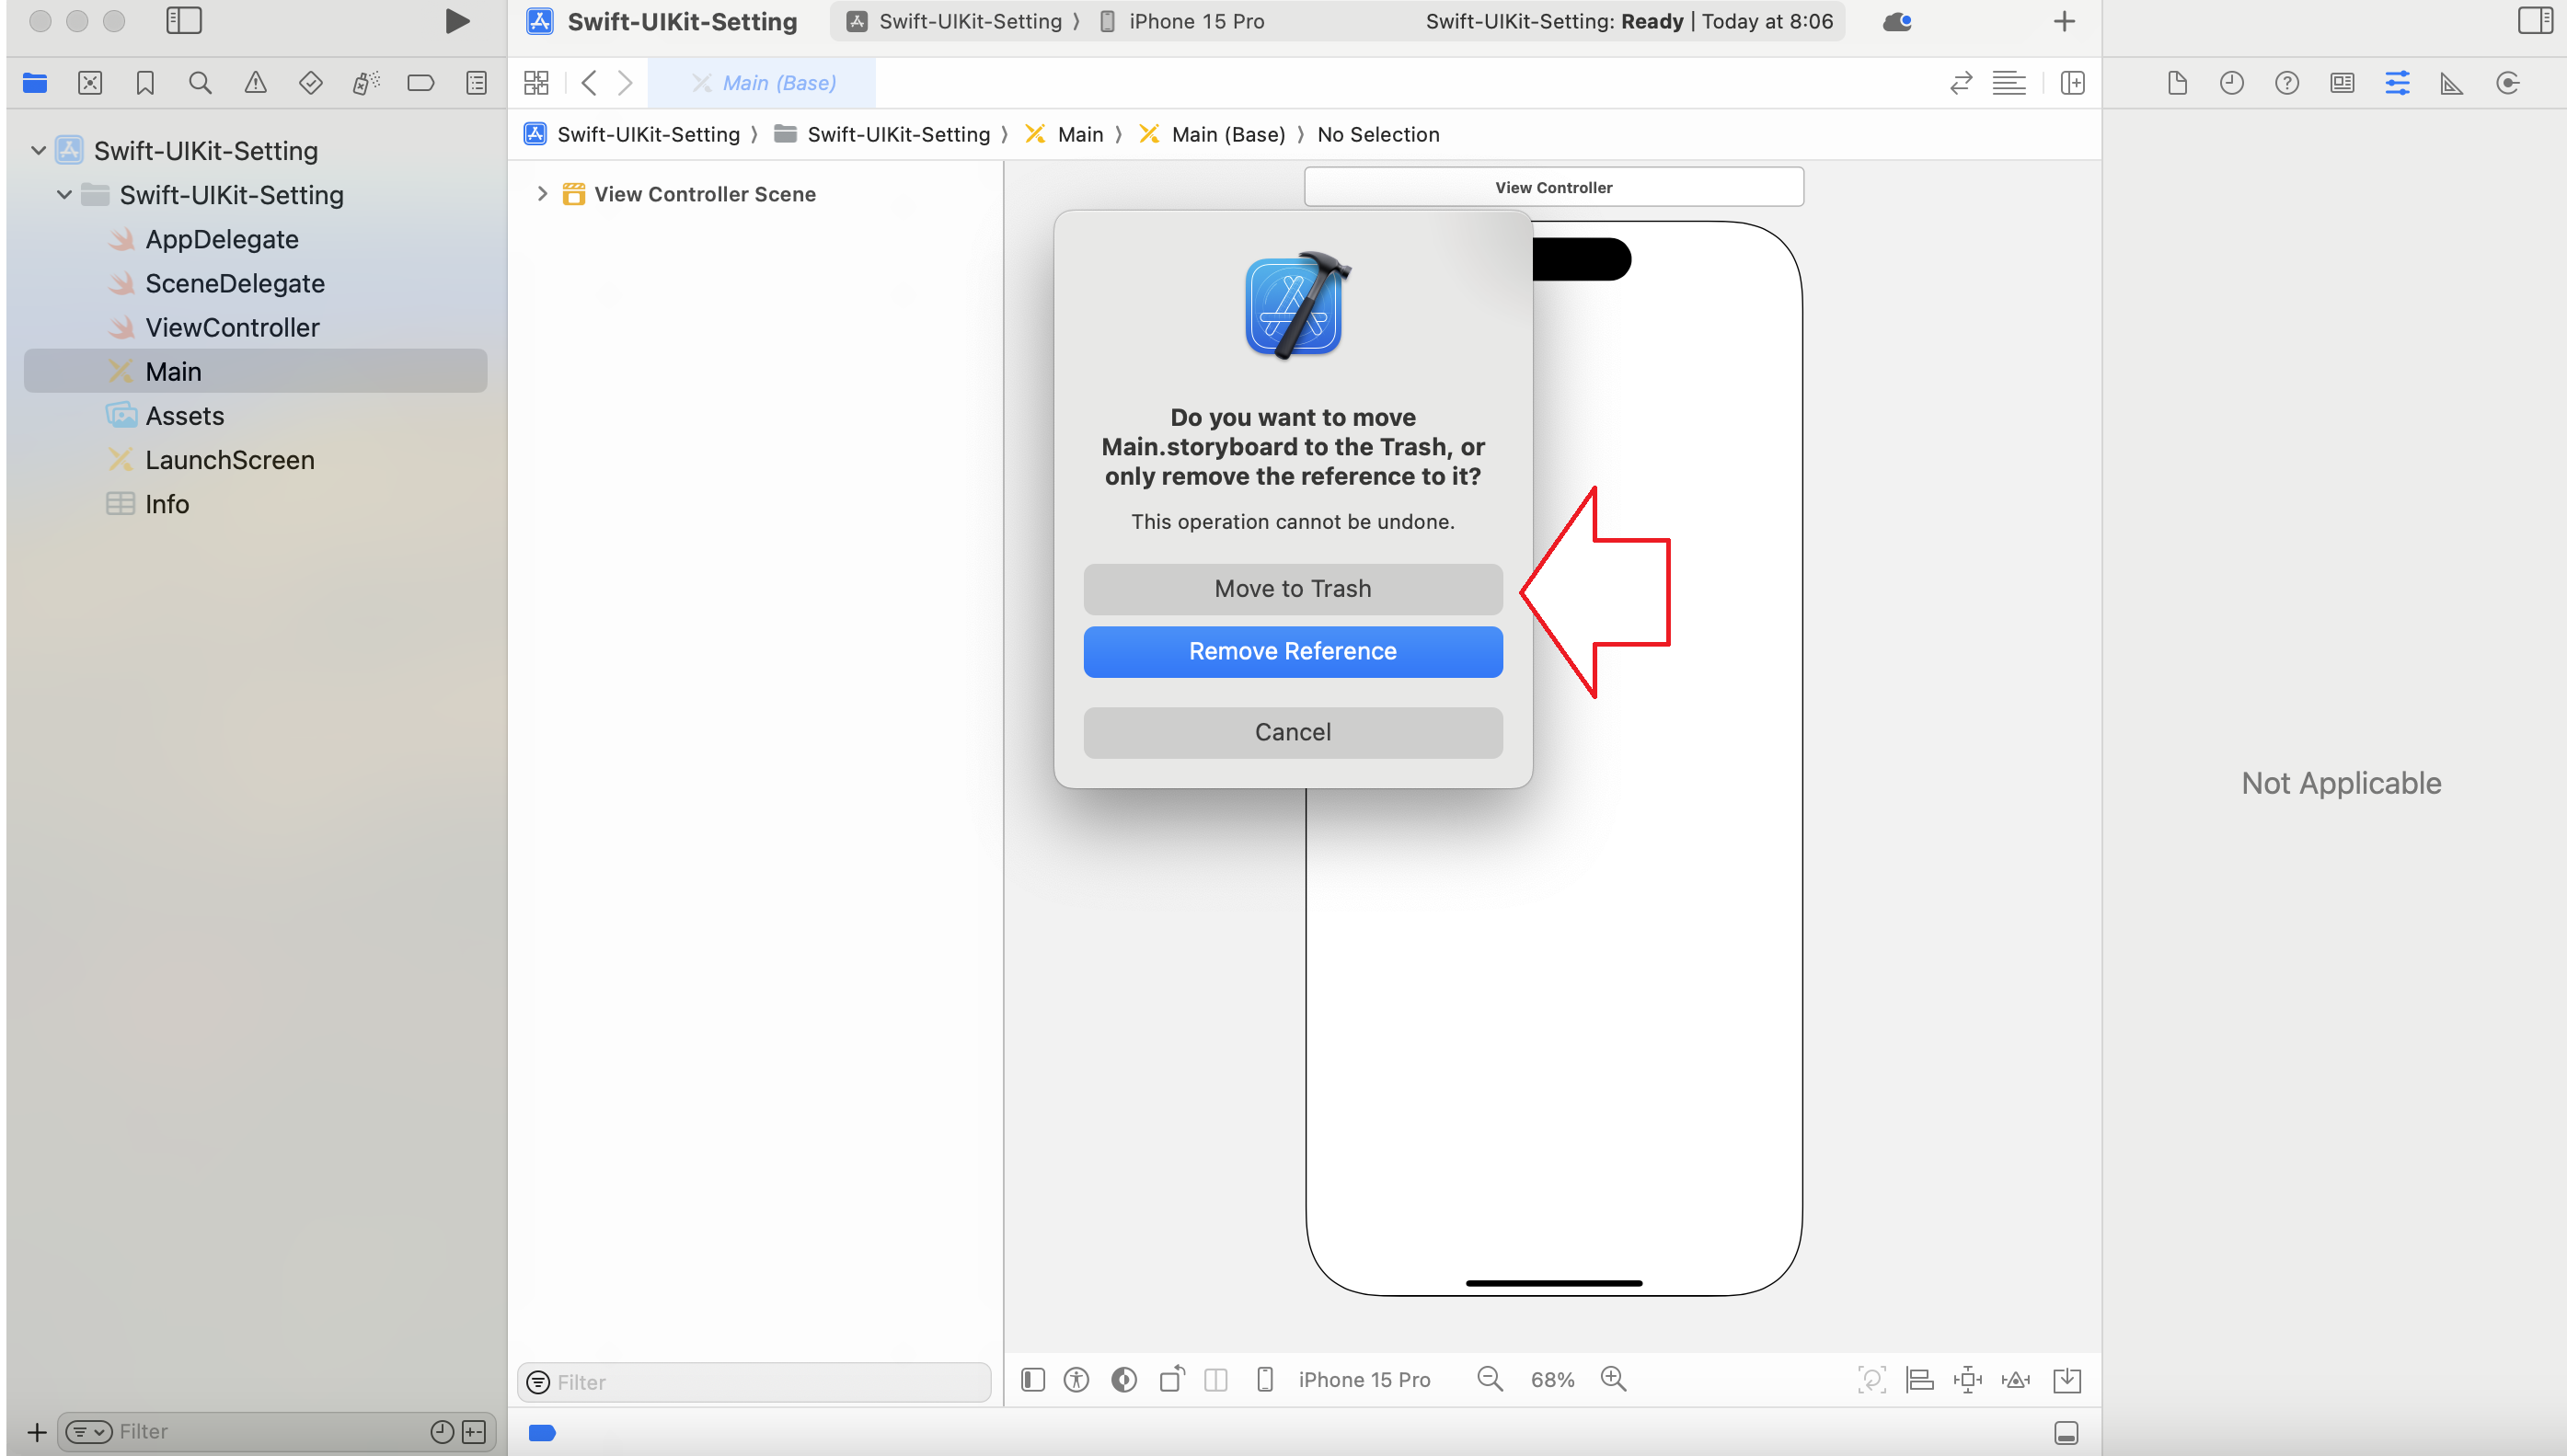 Swift-UIKit-Setting
Swift-UIKit-Setting 〉 iPhone 15 Pro
Swift-UIKit-Setting: Ready | Today at 8:06
Main (Base)
Swift-UIKit-Setting 〉 Swift-UIKit-Setting 〉 Main 〉 Main (Base) 〉 No Selection
Swift-UIKit-Setting
Swift-UIKit-Setting
AppDelegate
SceneDelegate
ViewController
Main
Assets
LaunchScreen
Info
View Controller Scene
View Controller
Do you want to move
Main.storyboard to the Trash, or
only remove the reference to it?
This operation cannot be undone.
Move to Trash
Remove Reference
Cancel
Not Applicable
Filter
iPhone 15 Pro
68%
Filter